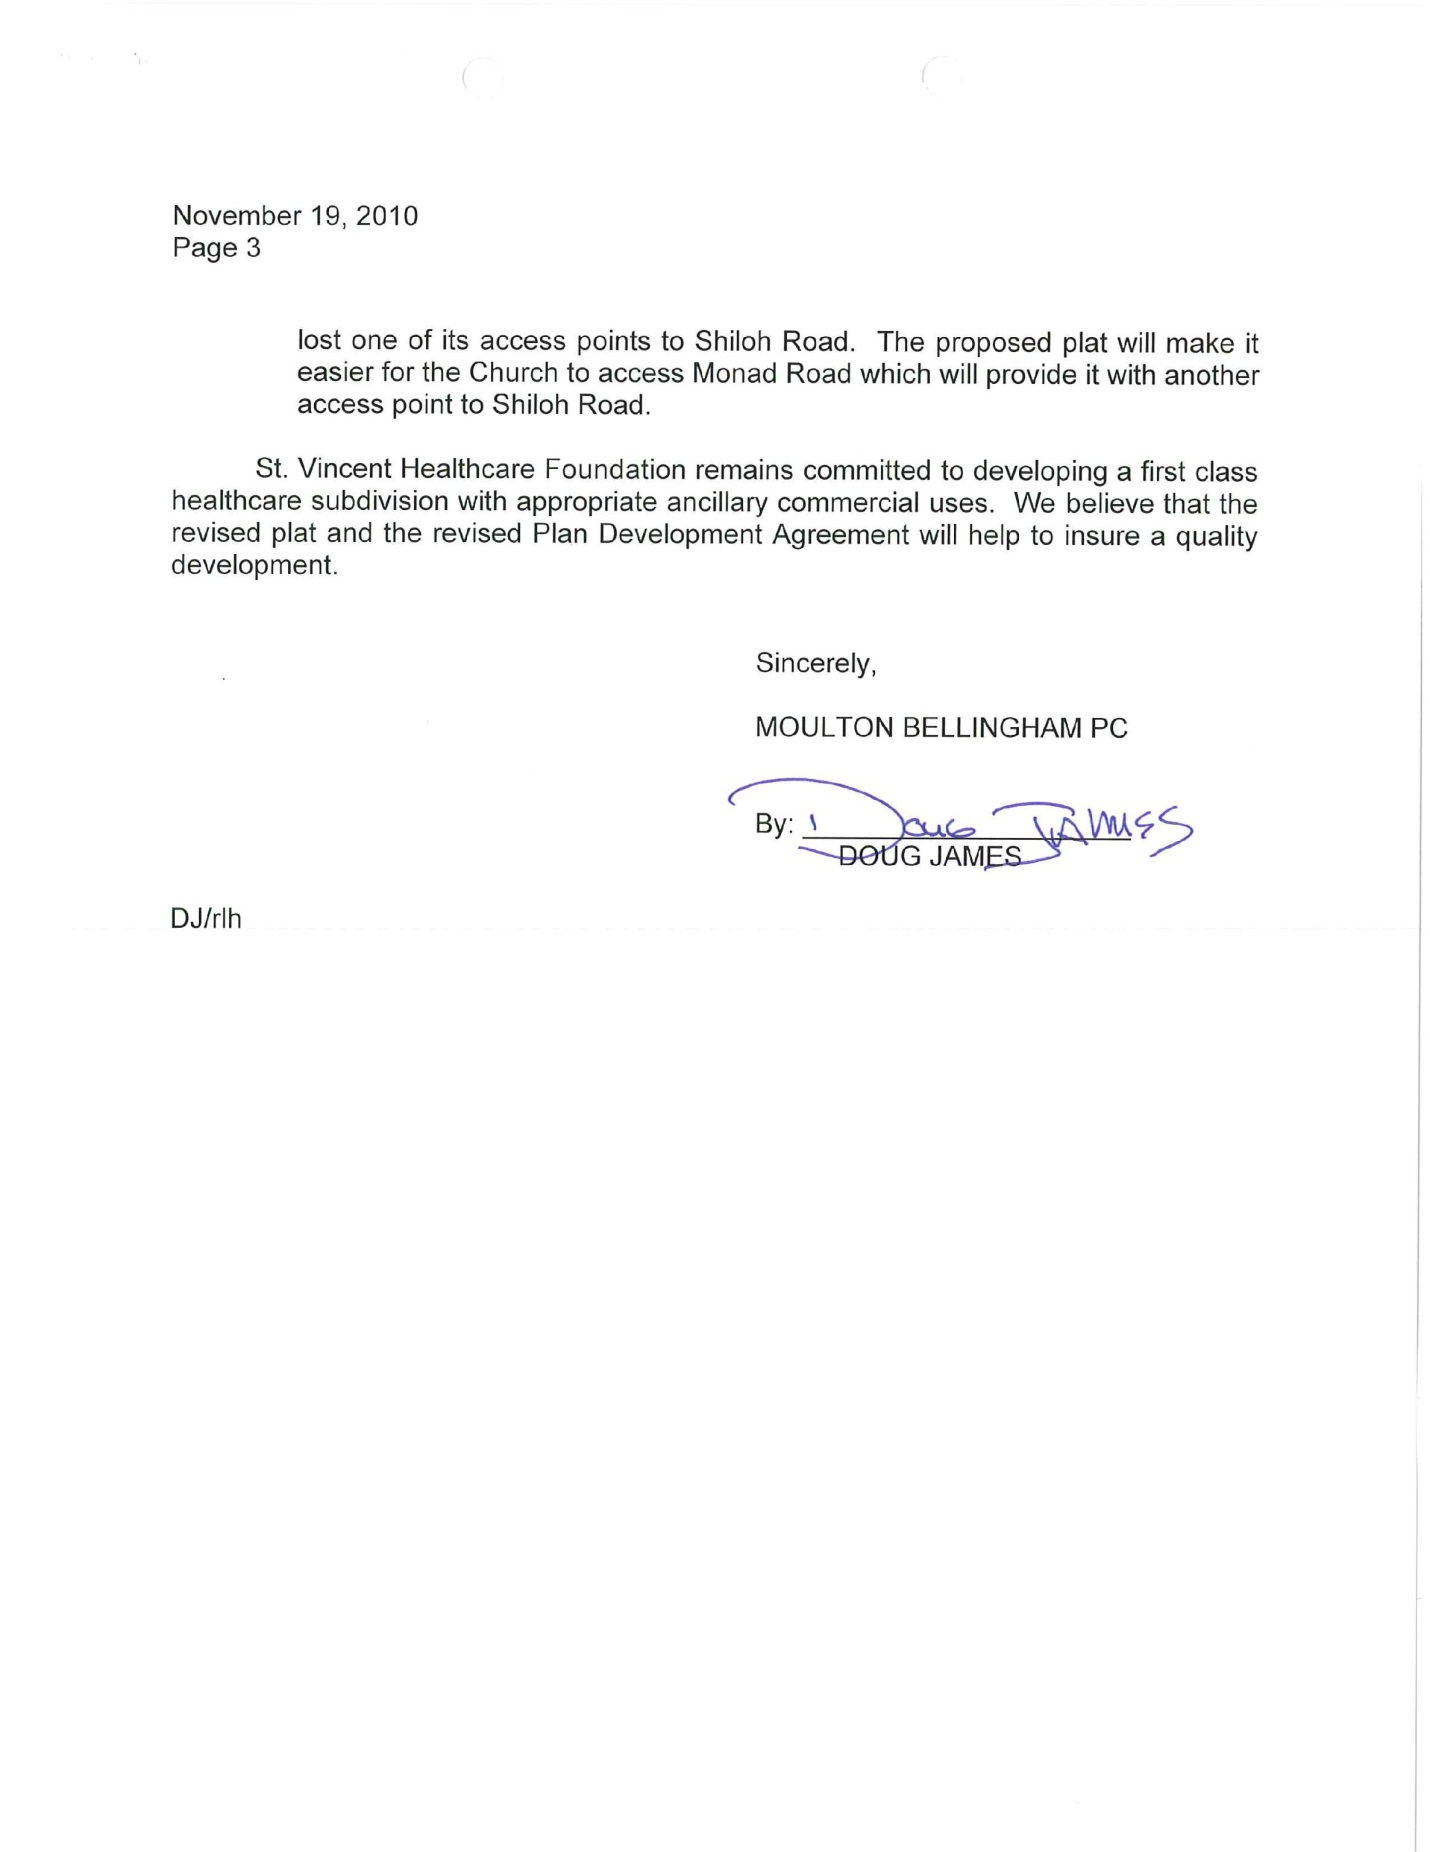 November 19, 2010
Page 3
lost one of its access points to Shiloh Road. The proposed plat will make it
easier for the Church to access Monad Road which will provide it with another
access point to Shiloh Road.
St. Vincent Healthcare Foundation remains committed to developing a first class
healthcare subdivision with appropriate ancillary commercial uses. We believe that the
revised plat and the revised Plan Development Agreement will help to insure a quality
development.
Sincerely,
MOULTON BELLINGHAM PC
By: Doug James
DOUG JAMES
DJ/rlh